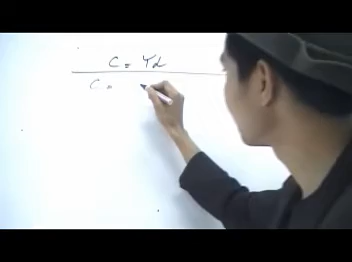 C = Yd
C =